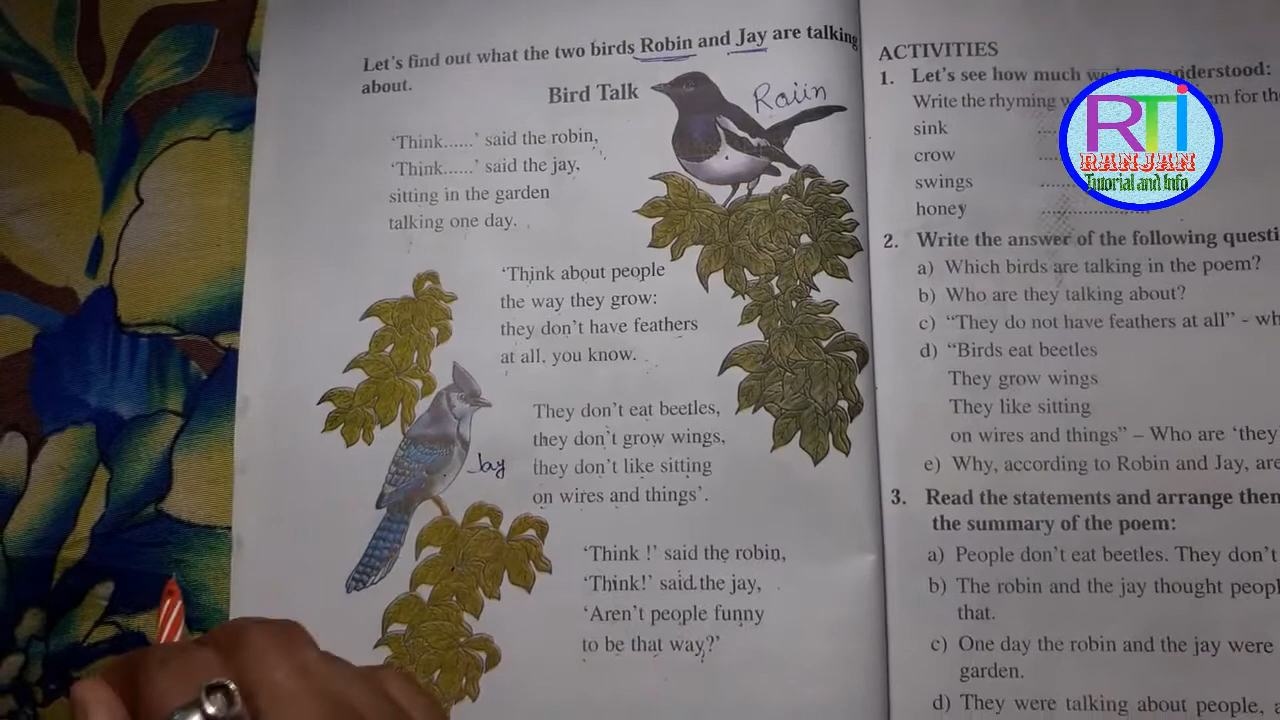 Let's find out what the two birds Robin and Jay are talking
about.
Bird Talk
Robin
'Think......' said the robin,
'Think......' said the jay,
sitting in the garden
talking one day.
'Think about people
the way they grow:
they don't have feathers
at all, you know.
Jay
They don't eat beetles,
they don't grow wings,
they don't like sitting
on wires and things'.
'Think !' said the robin,
'Think!' said the jay,
'Aren't people funny
to be that way?'
ACTIVITIES
1. Let's see how much we understood:
Write the rhyming for the
sink
crow
swings
honey
RTI
RANJAN
Tutorial and Info
2. Write the answer of the following questi
a) Which birds are talking in the poem?
b) Who are they talking about?
c) "They do not have feathers at all" - wh
d) "Birds eat beetles
They grow wings
They like sitting
on wires and things" – Who are 'they
e) Why, according to Robin and Jay, are
3. Read the statements and arrange them
the summary of the poem:
a) People don't eat beetles. They don't
b) The robin and the jay thought peopl
that.
c) One day the robin and the jay were
garden.
d) They were talking about people, a